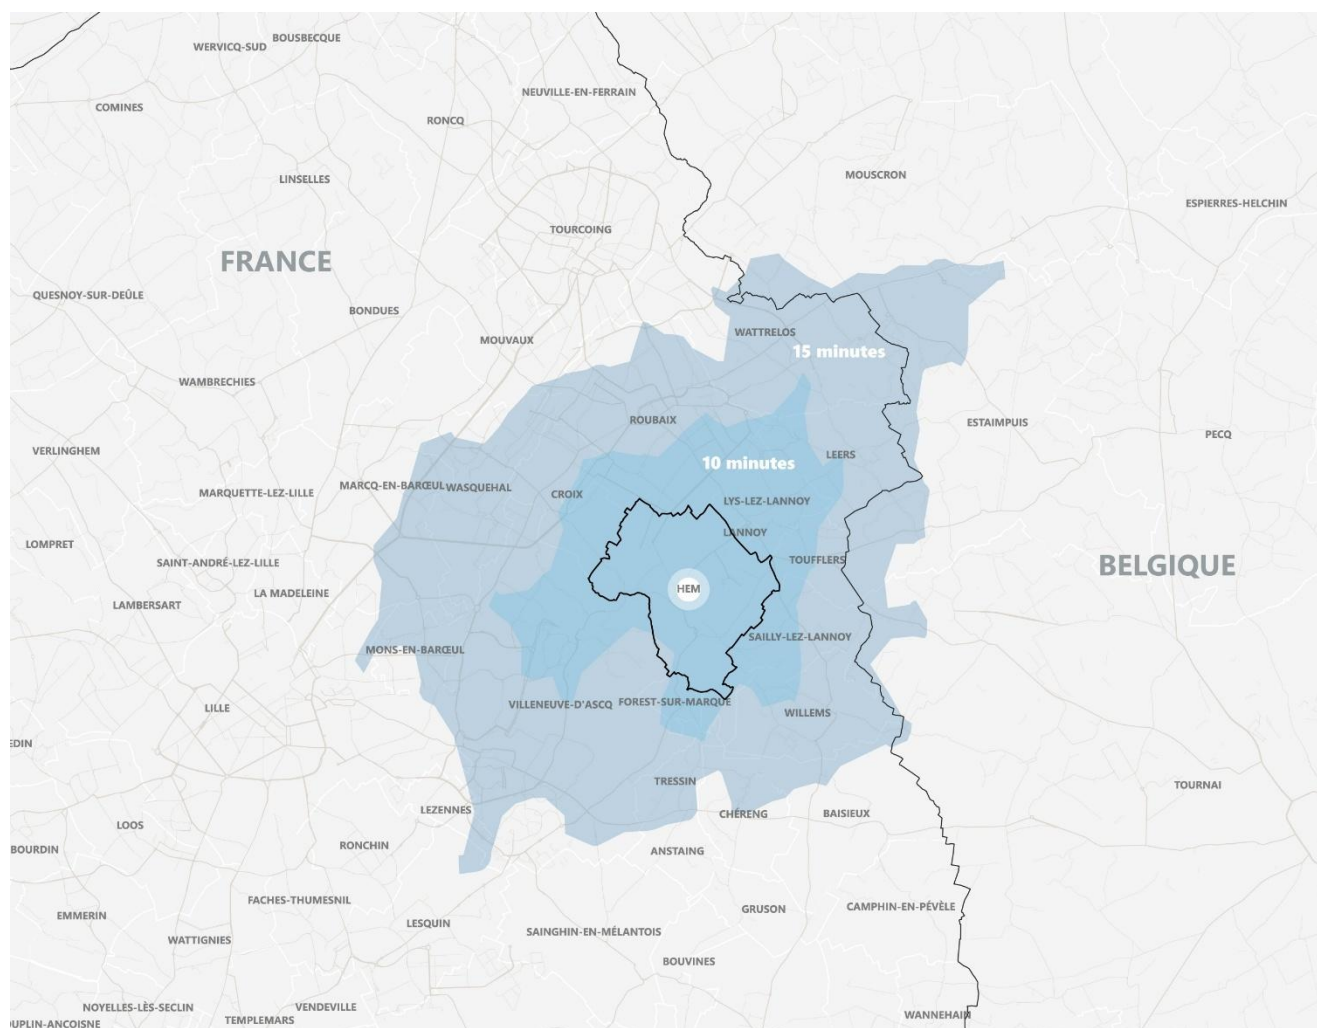 BOUSBECQUE
WERVICQ-SUD
NEUVILLE-EN-FERRAIN
COMINES
RONCQ
MOUSCRON
LINSELLES
ESPIERRES-HELCHIN
TOURCOING
FRANCE
QUESNOY-SUR-DEÛLE
BONDUES
WATTRELOS
MOUVAUX
15 minutes
WAMBRECHIES
ROUBAIX
ESTAIMPUIS
PECQ
VERLINGHEM
LEERS
10 minutes
MARCQ-EN-BARŒUL
WASQUEHAL
MARQUETTE-LEZ-LILLE
CROIX
LYS-LEZ-LANNOY
LANNOY
LOMPRET
SAINT-ANDRÉ-LEZ-LILLE
TOUFFLERS
BELGIQUE
HEM
LA MADELEINE
LAMBERSART
SAILLY-LEZ-LANNOY
MONS-EN-BARŒUL
VILLENEUVE-D'ASCQ
FOREST-SUR-MARQUE
LILLE
WILLEMS
EDIN
TRESSIN
TOURNAI
LEZENNES
CHÉRENG
BAISIEUX
LOOS
RONCHIN
BOURDIN
ANSTAING
FACHES-THUMESNIL
CAMPHIN-EN-PÉVÈLE
GRUSON
EMMERIN
LESQUIN
SAINGHIN-EN-MÉLANTOIS
WATTIGNIES
BOUVINES
NOYELLES-LÈS-SECLIN
VENDEVILLE
WANNEHAIN
TEMPLEMARS
OUPLIN-ANCOISNE